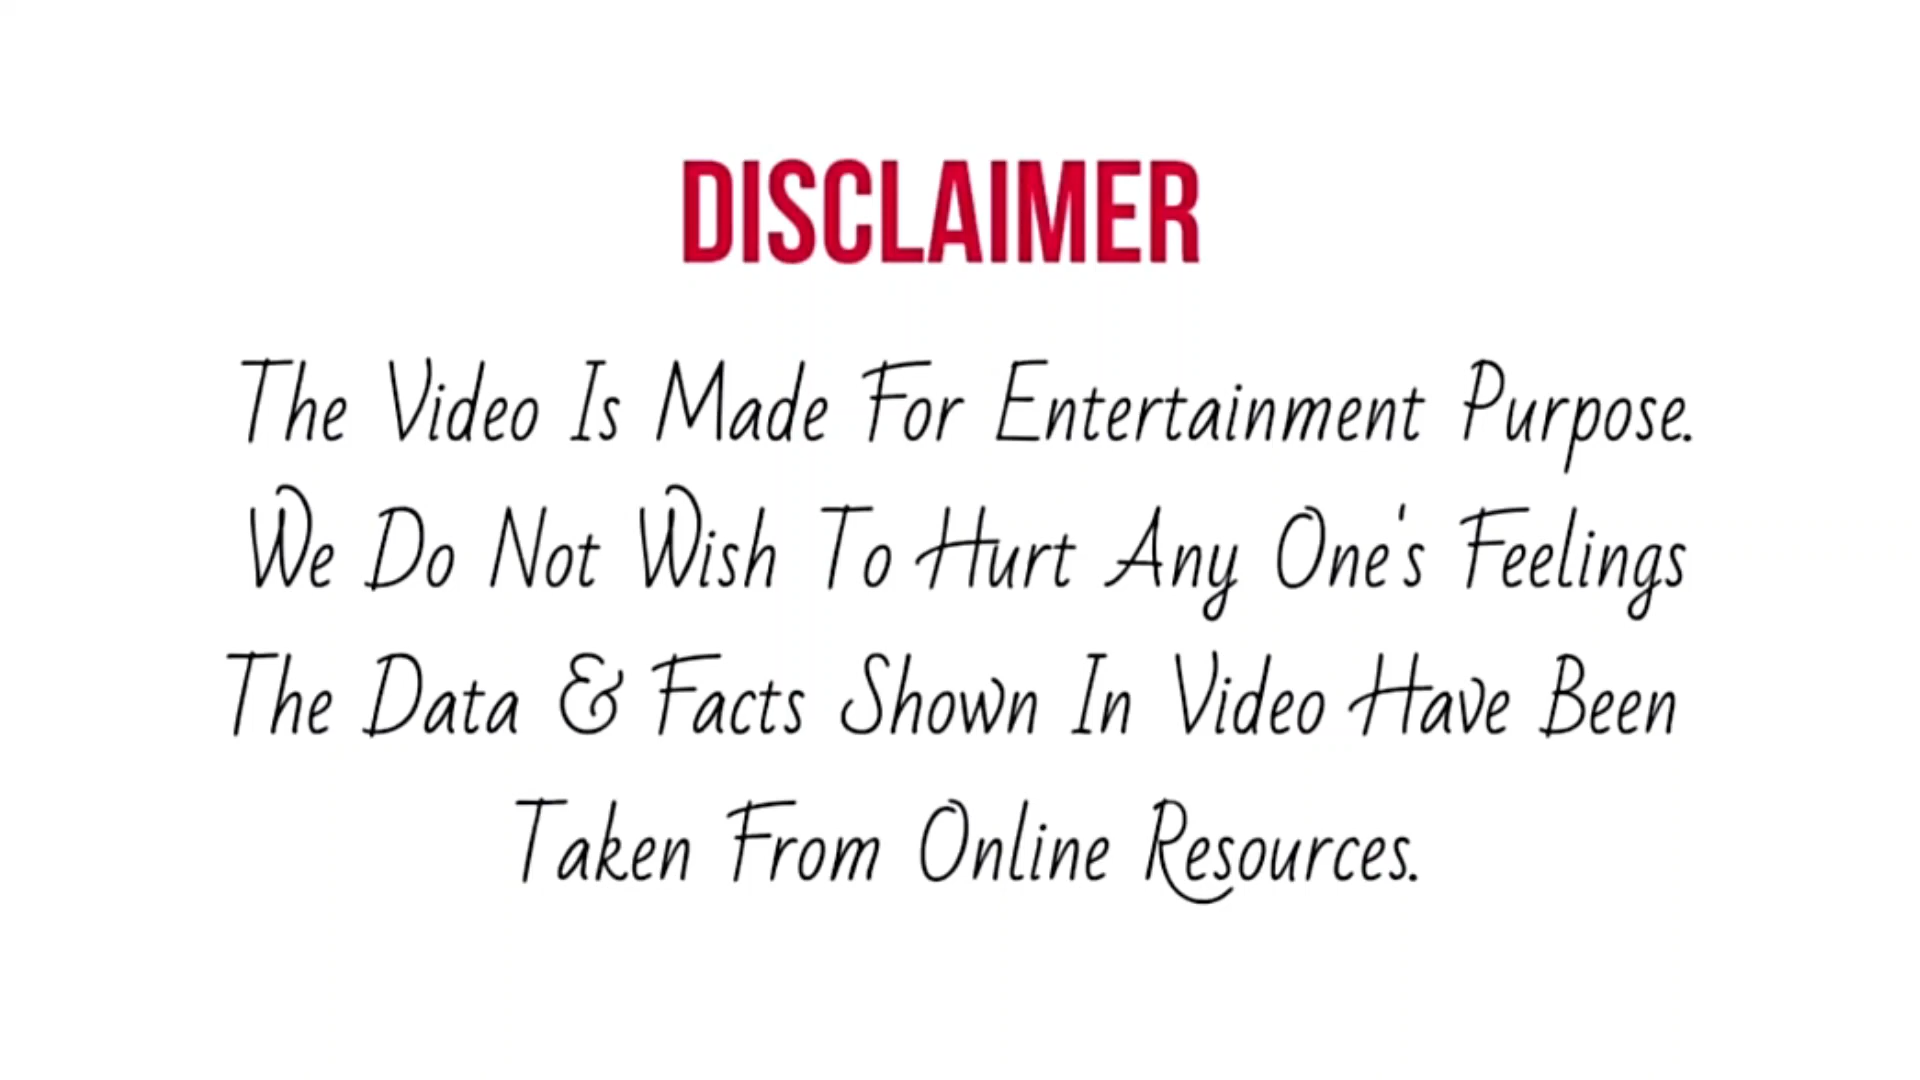 DISCLAIMER
The Video Is Made For Entertainment Purpose.
We Do Not Wish To Hurt Any One's Feelings
The Data & Facts Shown In Video Have Been
Taken From Online Resources.